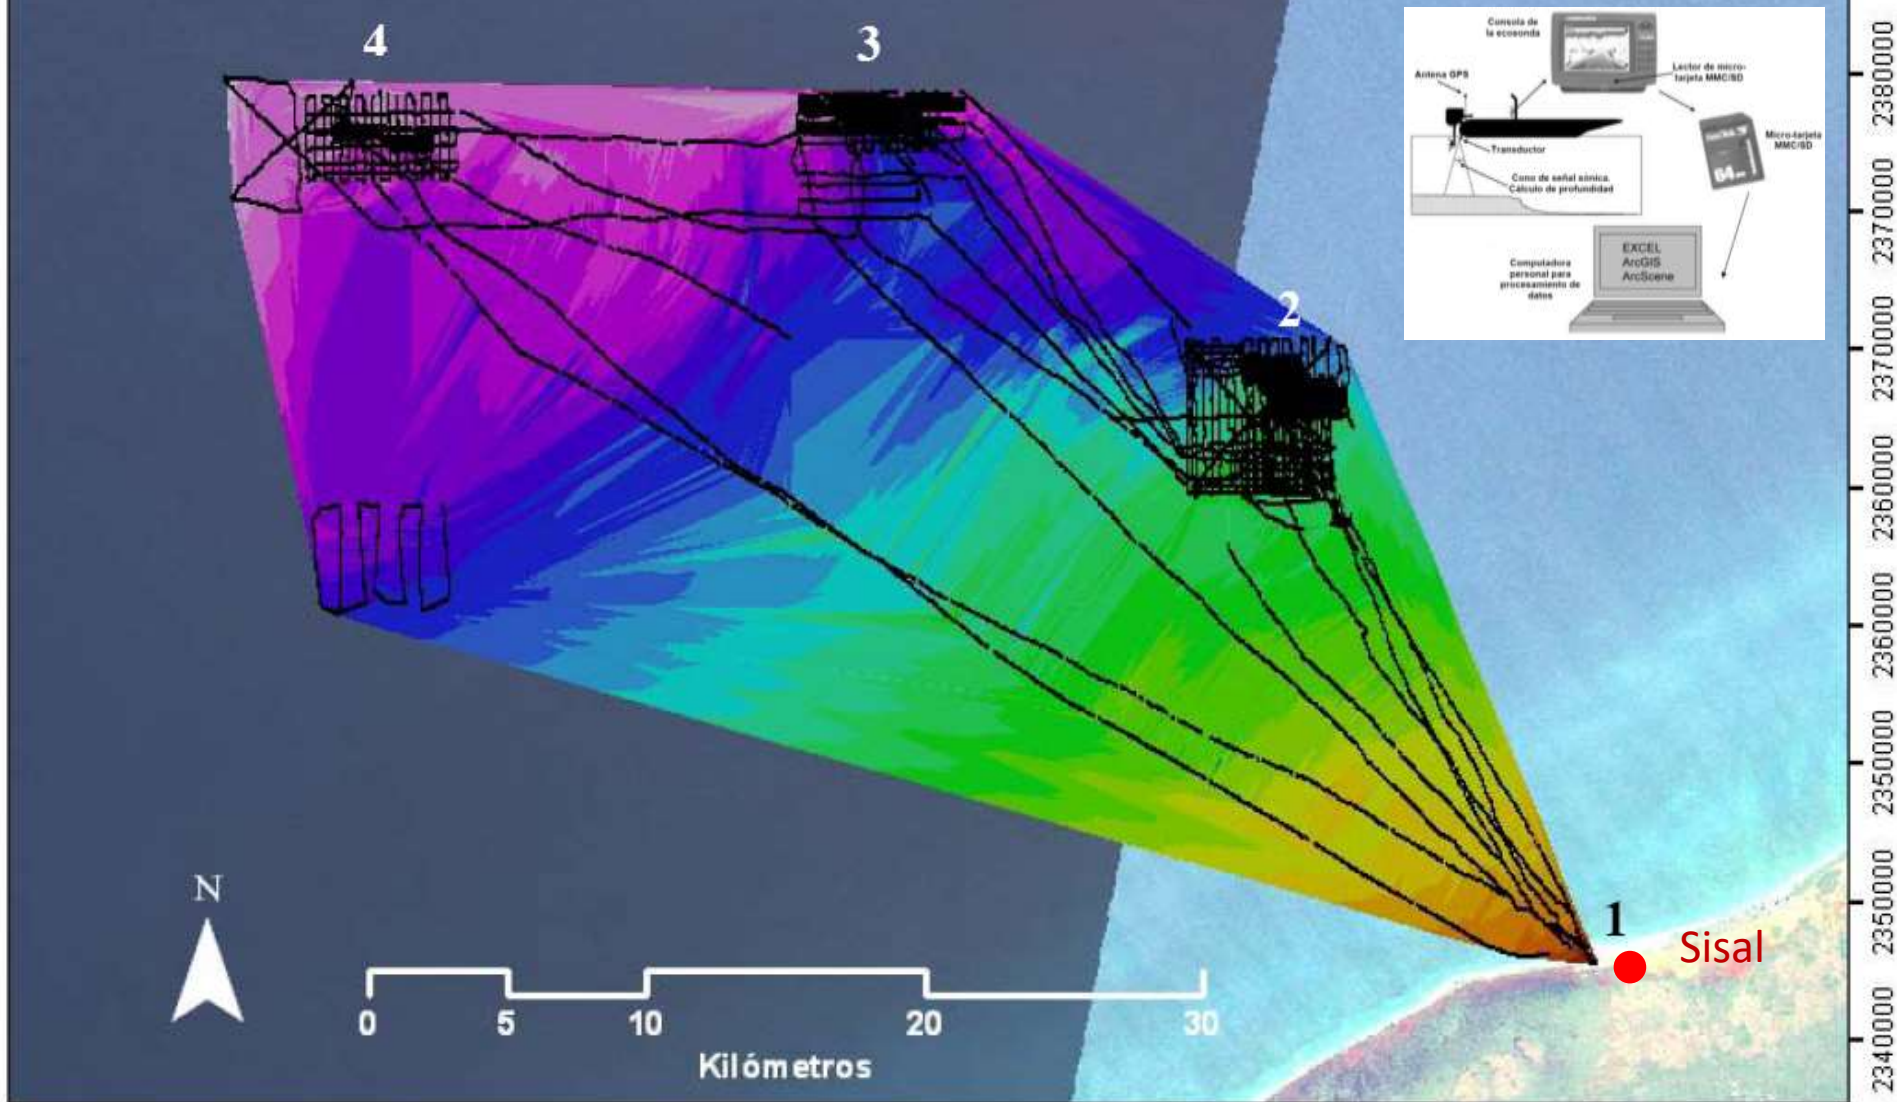 4
3
2
1
Sisal
N
0
5
10
20
30
Kilómetros
2380000
2370000
2370000
2360000
2360000
2350000
2350000
2340000
Consola de
la ecosonda
Antena GPS
Lector de micro-
tarjeta MMC/SD
Transductor
Micro-tarjeta
MMC/SD
64
Cono de señal sónica.
Cálculo de profundidad
EXCEL
ArcGIS
ArcScene
Computadora
personal para
procesamiento de
datos